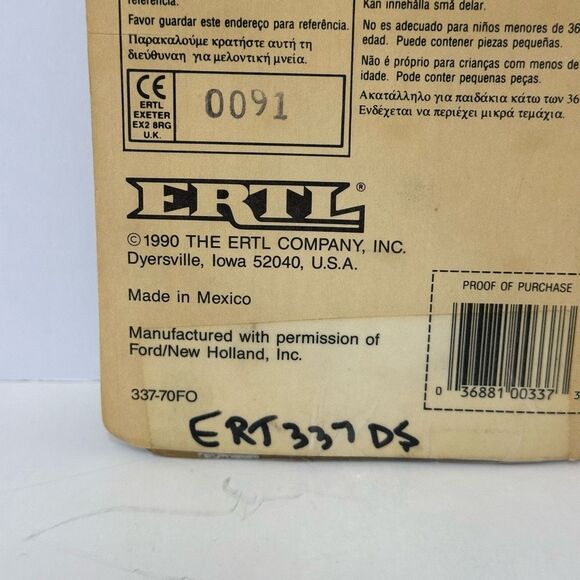 referência.
Favor guardar este endereço para referência.
Παρακαλούμε κρατήστε αυτή τη
διεύθυναη για μελοντική μνεία.
Kan innehålla små delar.
No es adecuado para niños menores de 36
edad. Puede contener piezas pequeñas.
Não é próprio para crianças com menos de
idade. Pode conter pequenas peças.
Ακατάλληλο για παιδάκια κάτω των 36
Ενδέχεται να περιέχει μικρά τεμάχια.
CE
ERTL
EXETER
EX2 8RG
U.K.
0091
ERTL®
©1990 THE ERTL COMPANY, INC.
Dyersville, Iowa 52040, U.S.A.
Made in Mexico
Manufactured with permission of
Ford/New Holland, Inc.
337-70FO
PROOF OF PURCHASE
0 36881 00337 3
ERT337DS